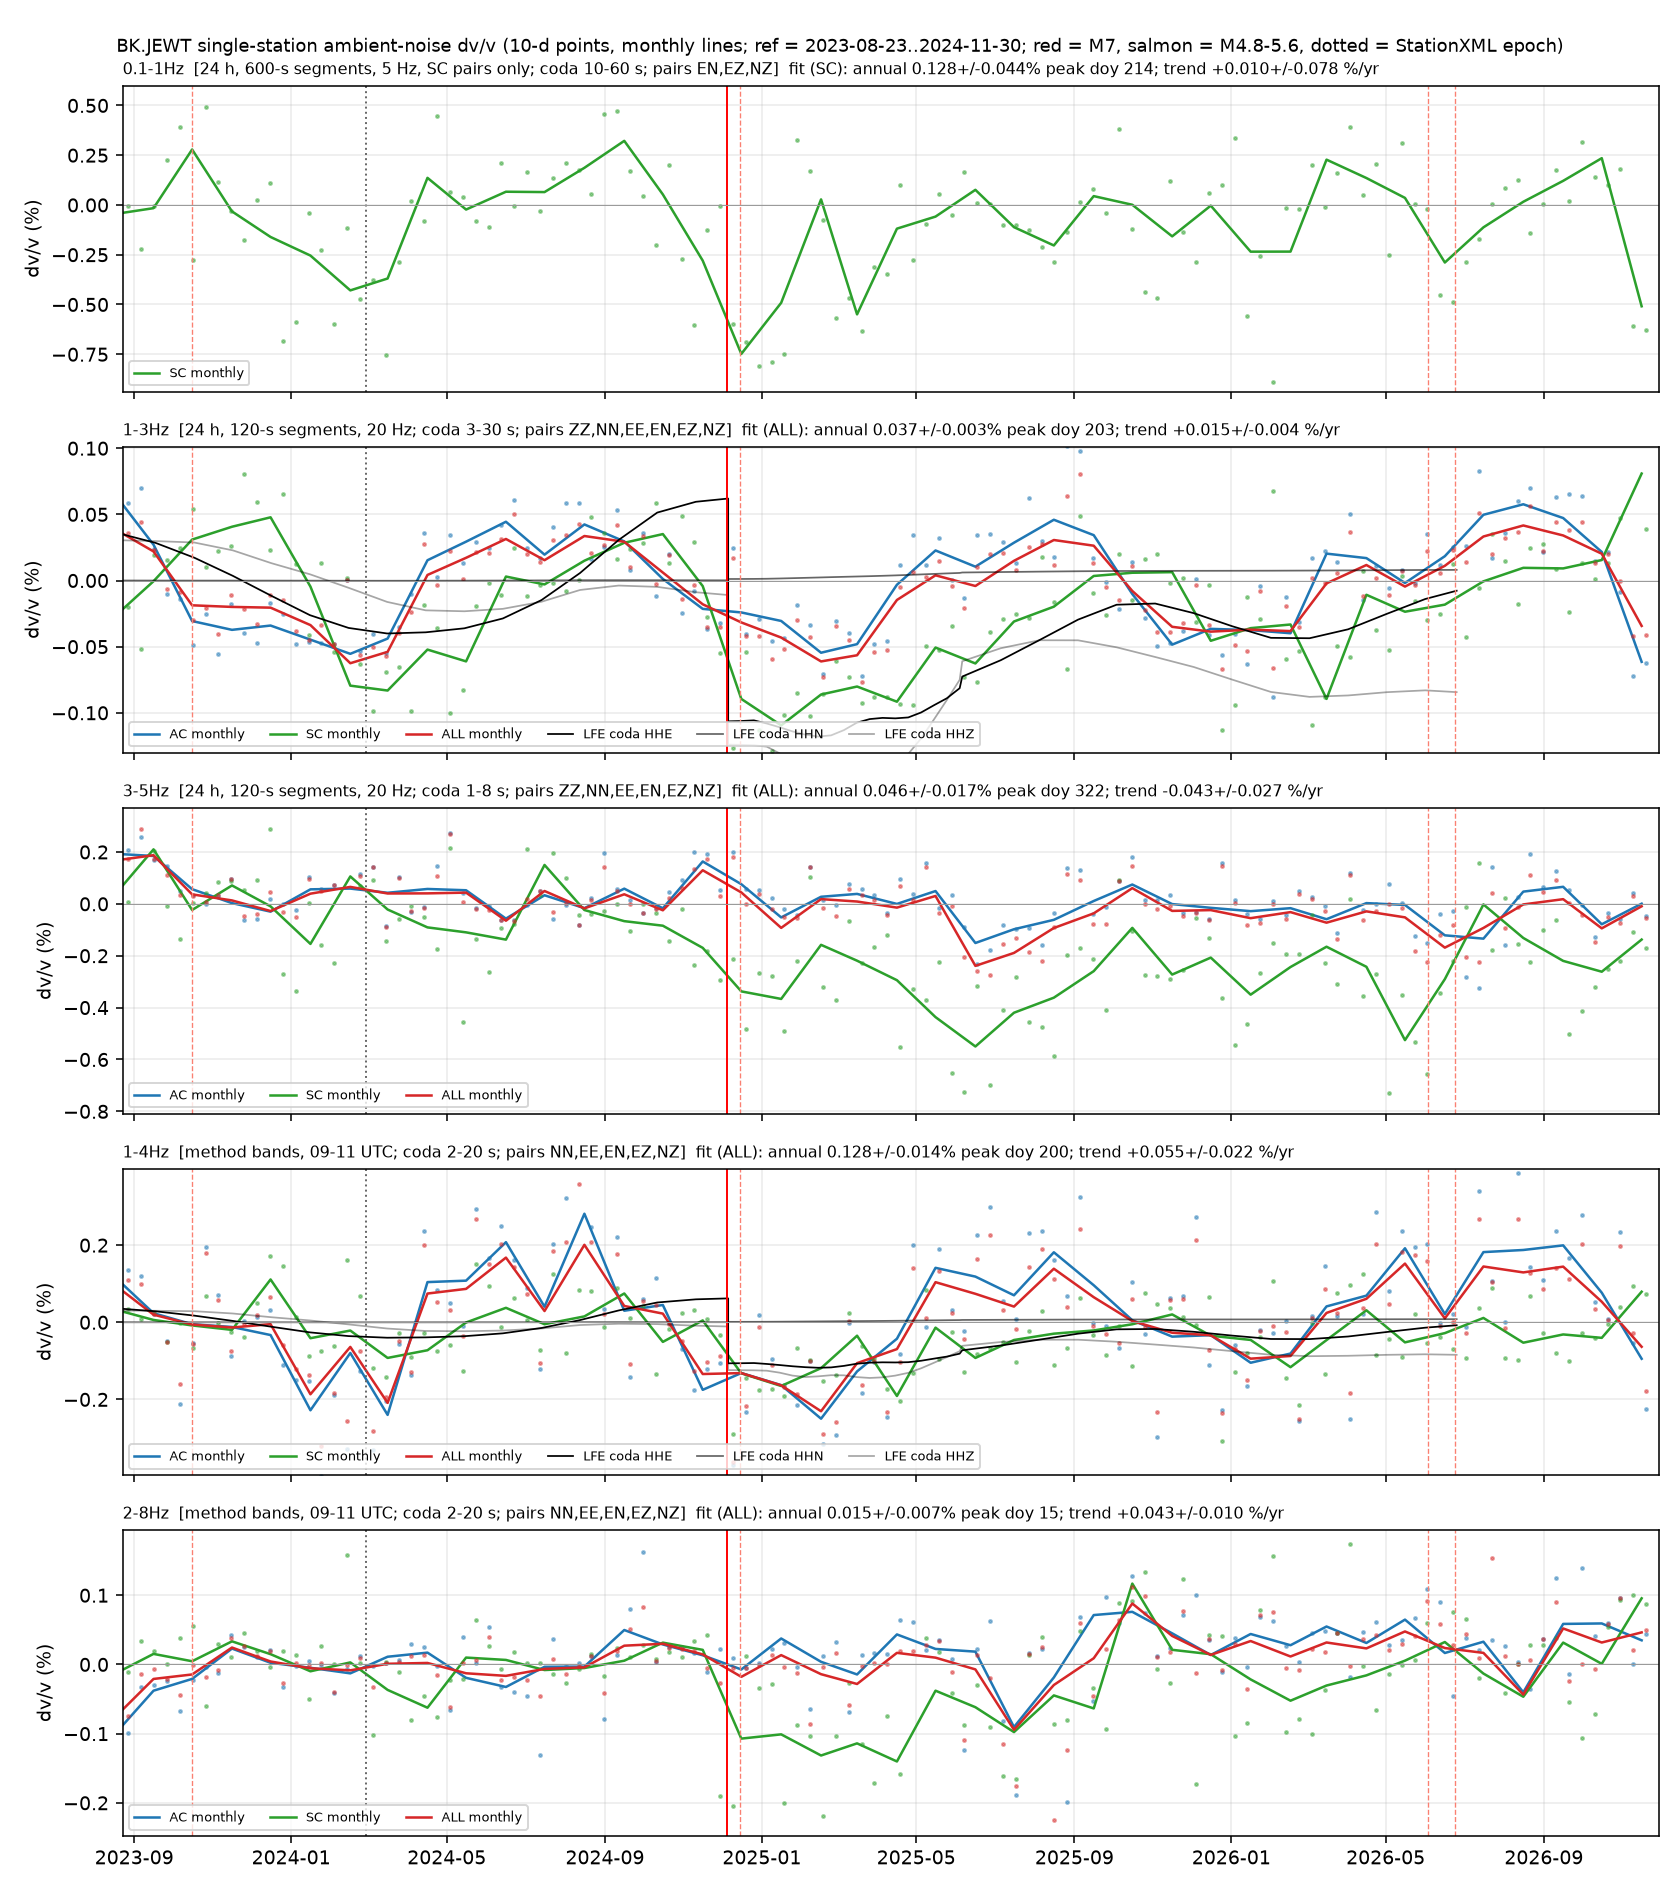 BK.JEWT single-station ambient-noise dv/v (10-d points, monthly lines; ref = 2023-08-23..2024-11-30; red = M7, salmon = M4.8-5.6, dotted = StationXML epoch)
0.1-1Hz [24 h, 600-s segments, 5 Hz, SC pairs only; coda 10-60 s; pairs EN,EZ,NZ] fit (SC): annual 0.128+/-0.044% peak doy 214; trend +0.010+/-0.078 %/yr
0.50
0.25
0.00
−0.25
−0.50
−0.75
dv/v (%)
SC monthly
1-3Hz [24 h, 120-s segments, 20 Hz; coda 3-30 s; pairs ZZ,NN,EE,EN,EZ,NZ] fit (ALL): annual 0.037+/-0.003% peak doy 203; trend +0.015+/-0.004 %/yr
0.10
0.05
0.00
−0.05
−0.10
dv/v (%)
AC monthly SC monthly ALL monthly LFE coda HHE LFE coda HHN LFE coda HHZ
3-5Hz [24 h, 120-s segments, 20 Hz; coda 1-8 s; pairs ZZ,NN,EE,EN,EZ,NZ] fit (ALL): annual 0.046+/-0.017% peak doy 322; trend -0.043+/-0.027 %/yr
0.2
0.0
−0.2
−0.4
−0.6
−0.8
dv/v (%)
AC monthly SC monthly ALL monthly
1-4Hz [method bands, 09-11 UTC; coda 2-20 s; pairs NN,EE,EN,EZ,NZ] fit (ALL): annual 0.128+/-0.014% peak doy 200; trend +0.055+/-0.022 %/yr
0.2
0.0
−0.2
dv/v (%)
AC monthly SC monthly ALL monthly LFE coda HHE LFE coda HHN LFE coda HHZ
2-8Hz [method bands, 09-11 UTC; coda 2-20 s; pairs NN,EE,EN,EZ,NZ] fit (ALL): annual 0.015+/-0.007% peak doy 15; trend +0.043+/-0.010 %/yr
0.1
0.0
−0.1
−0.2
dv/v (%)
AC monthly SC monthly ALL monthly
2023-09 2024-01 2024-05 2024-09 2025-01 2025-05 2025-09 2026-01 2026-05 2026-09